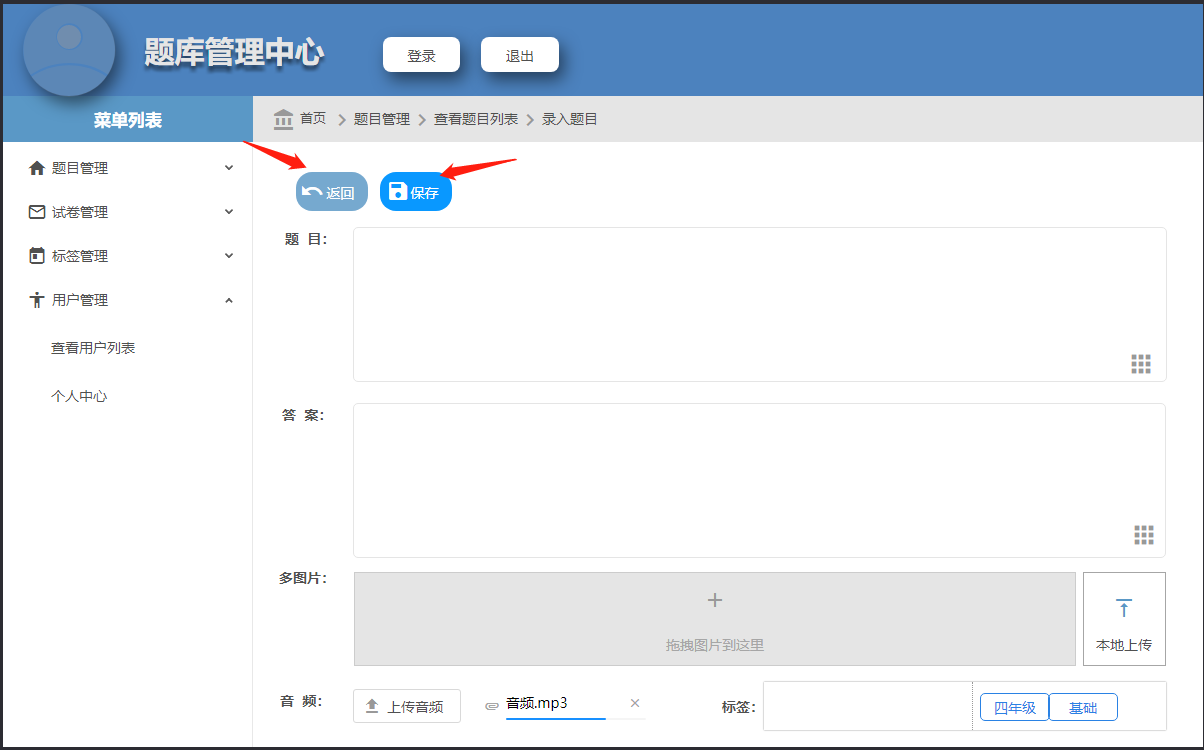 题库管理中心 登录 退出
菜单列表
首页 题目管理 查看题目列表 录入题目
题目管理
试卷管理
标签管理
用户管理
查看用户列表
个人中心
返回 保存
题 目：
答 案：
多图片：
拖拽图片到这里
本地上传
音 频： 上传音频 音频.mp3 标签： 四年级 基础